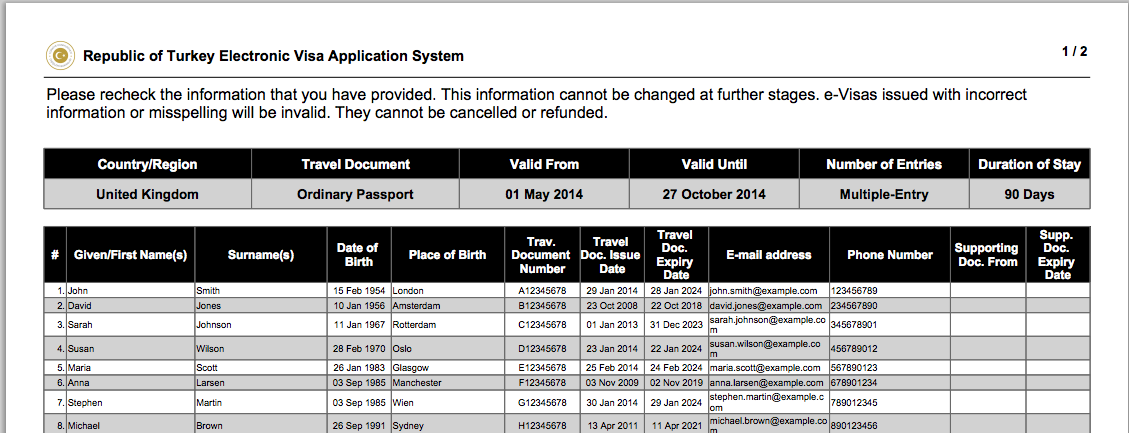 Republic of Turkey Electronic Visa Application System
1 / 2
Please recheck the information that you have provided. This information cannot be changed at further stages. e-Visas issued with incorrect
information or misspelling will be invalid. They cannot be cancelled or refunded.
Country/Region Travel Document Valid From Valid Until Number of Entries Duration of Stay
United Kingdom Ordinary Passport 01 May 2014 27 October 2014 Multiple-Entry 90 Days
# Given/First Name(s) Surname(s) Date of Birth Place of Birth Trav. Document Number Travel Doc. Issue Date Travel Doc. Expiry Date E-mail address Phone Number Supporting Doc. From Supp. Doc. Expiry Date
1. John Smith 15 Feb 1954 London A12345678 29 Jan 2014 28 Jan 2024 john.smith@example.com 123456789
2. David Jones 10 Jan 1956 Amsterdam B12345678 23 Oct 2008 22 Oct 2018 david.jones@example.com 234567890
3. Sarah Johnson 11 Jan 1967 Rotterdam C12345678 01 Jan 2013 31 Dec 2023 sarah.johnson@example.com 345678901
4. Susan Wilson 28 Feb 1970 Oslo D12345678 23 Jan 2014 22 Jan 2024 susan.wilson@example.com 456789012
5. Maria Scott 26 Jan 1983 Glasgow E12345678 25 Feb 2014 24 Feb 2024 maria.scott@example.com 567890123
6. Anna Larsen 03 Sep 1985 Manchester F12345678 03 Nov 2009 02 Nov 2019 anna.larsen@example.com 678901234
7. Stephen Martin 03 Sep 1985 Wien G12345678 30 Jan 2014 29 Jan 2024 stephen.martin@example.com 789012345
8. Michael Brown 26 Sep 1991 Sydney H12345678 13 Apr 2011 11 Apr 2021 michael.brown@example.com 890123456